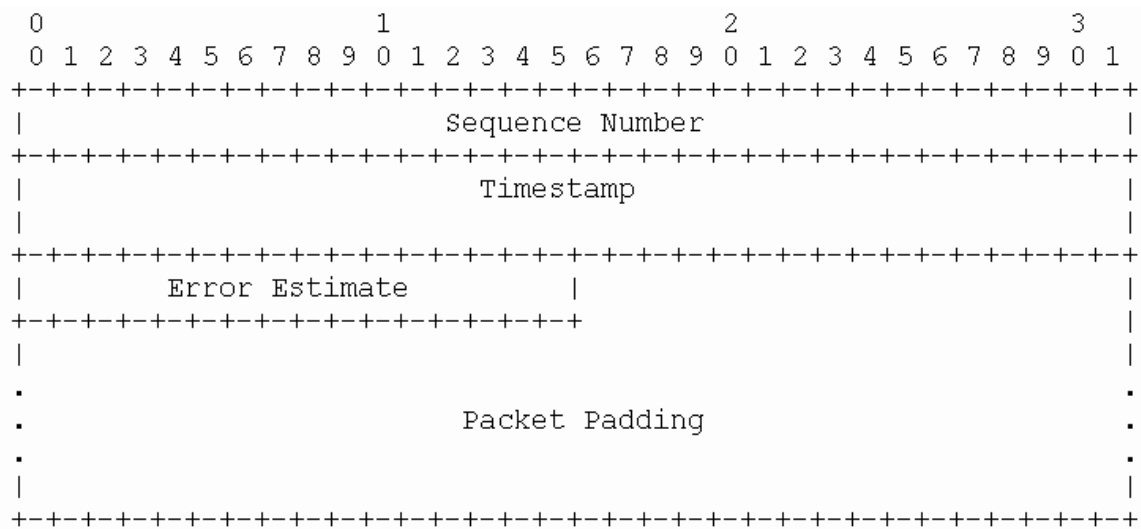 0                   1                   2                   3
0 1 2 3 4 5 6 7 8 9 0 1 2 3 4 5 6 7 8 9 0 1 2 3 4 5 6 7 8 9 0 1
+-+-+-+-+-+-+-+-+-+-+-+-+-+-+-+-+-+-+-+-+-+-+-+-+-+-+-+-+-+-+-+-+
|                        Sequence Number                        |
+-+-+-+-+-+-+-+-+-+-+-+-+-+-+-+-+-+-+-+-+-+-+-+-+-+-+-+-+-+-+-+-+
|                          Timestamp                            |
|                                                               |
+-+-+-+-+-+-+-+-+-+-+-+-+-+-+-+-+-+-+-+-+-+-+-+-+-+-+-+-+-+-+-+-+
|        Error Estimate         |                               |
+-+-+-+-+-+-+-+-+-+-+-+-+-+-+-+-+                               |
|                                                               |
.                                                               .
.                         Packet Padding                        .
.                                                               .
|                                                               |
+-+-+-+-+-+-+-+-+-+-+-+-+-+-+-+-+-+-+-+-+-+-+-+-+-+-+-+-+-+-+-+-+